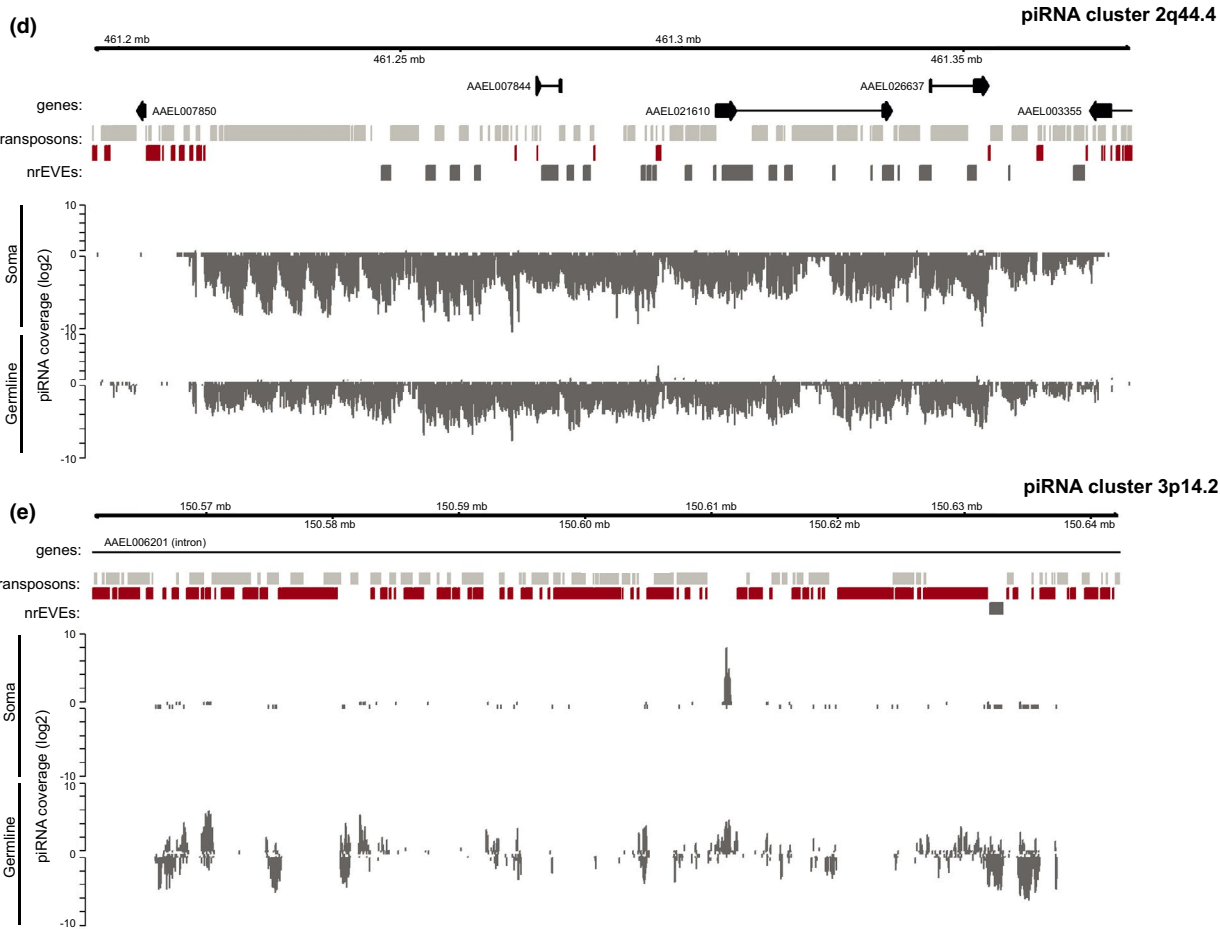 (d)
piRNA cluster 2q44.4
461.2 mb
461.3 mb
461.25 mb
461.35 mb
AAEL007844
AAEL026637
genes:
AAEL007850
AAEL021610
AAEL003355
ransposons:
nrEVEs:
Soma
Germline
piRNA coverage (log2)
10
0
-10
10
0
-10
piRNA cluster 3p14.2
(e)
150.57 mb
150.59 mb
150.61 mb
150.63 mb
150.58 mb
150.60 mb
150.62 mb
150.64 mb
AAEL006201 (intron)
genes:
ransposons:
nrEVEs:
Soma
Germline
piRNA coverage (log2)
10
0
-10
10
0
-10